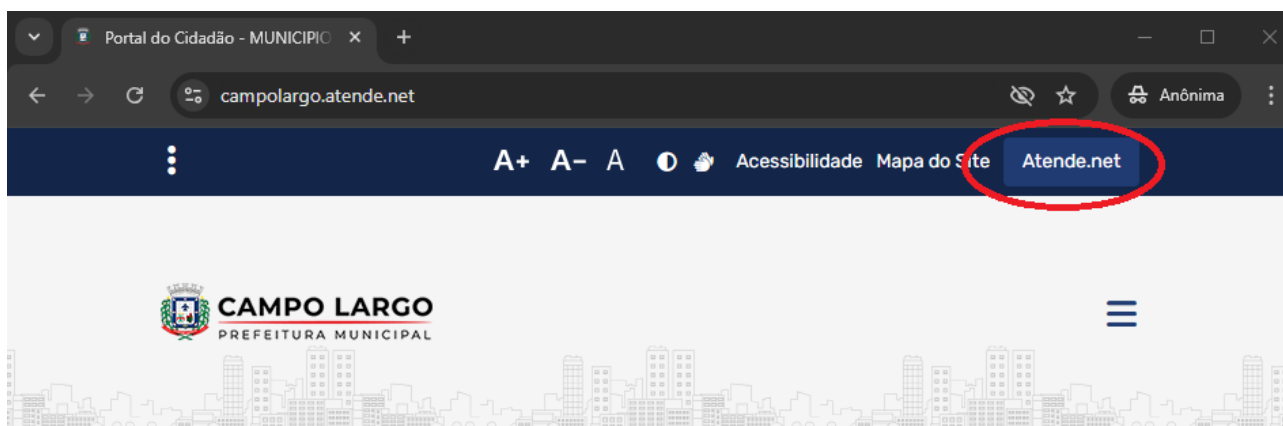 Portal do Cidadão - MUNICIPIO
campolargo.atende.net
Anônima
A+ A- A Acessibilidade Mapa do Site Atende.net
CAMPO LARGO
PREFEITURA MUNICIPAL